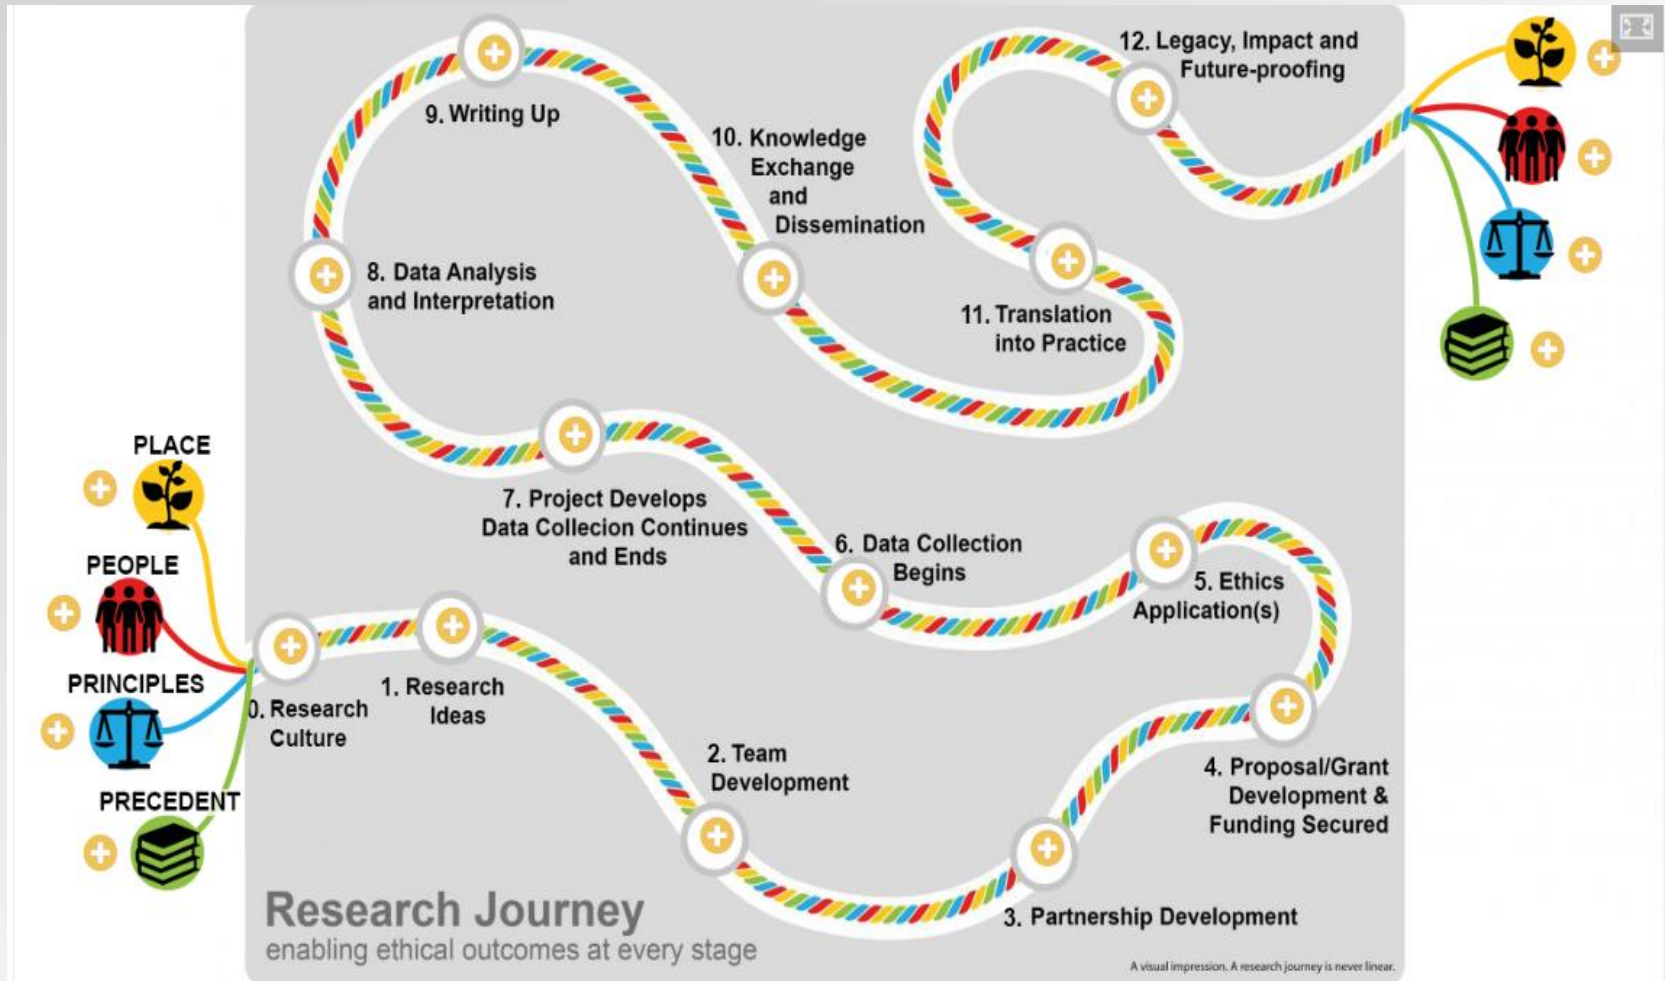 PLACE
PEOPLE
PRINCIPLES
PRECEDENT
0. Research
Culture
1. Research
Ideas
2. Team
Development
3. Partnership Development
4. Proposal/Grant
Development &
Funding Secured
5. Ethics
Application(s)
6. Data Collection
Begins
7. Project Develops
Data Collecion Continues
and Ends
8. Data Analysis
and Interpretation
9. Writing Up
10. Knowledge
Exchange
and
Dissemination
11. Translation
into Practice
12. Legacy, Impact and
Future-proofing
Research Journey
enabling ethical outcomes at every stage
A visual impression. A research journey is never linear.